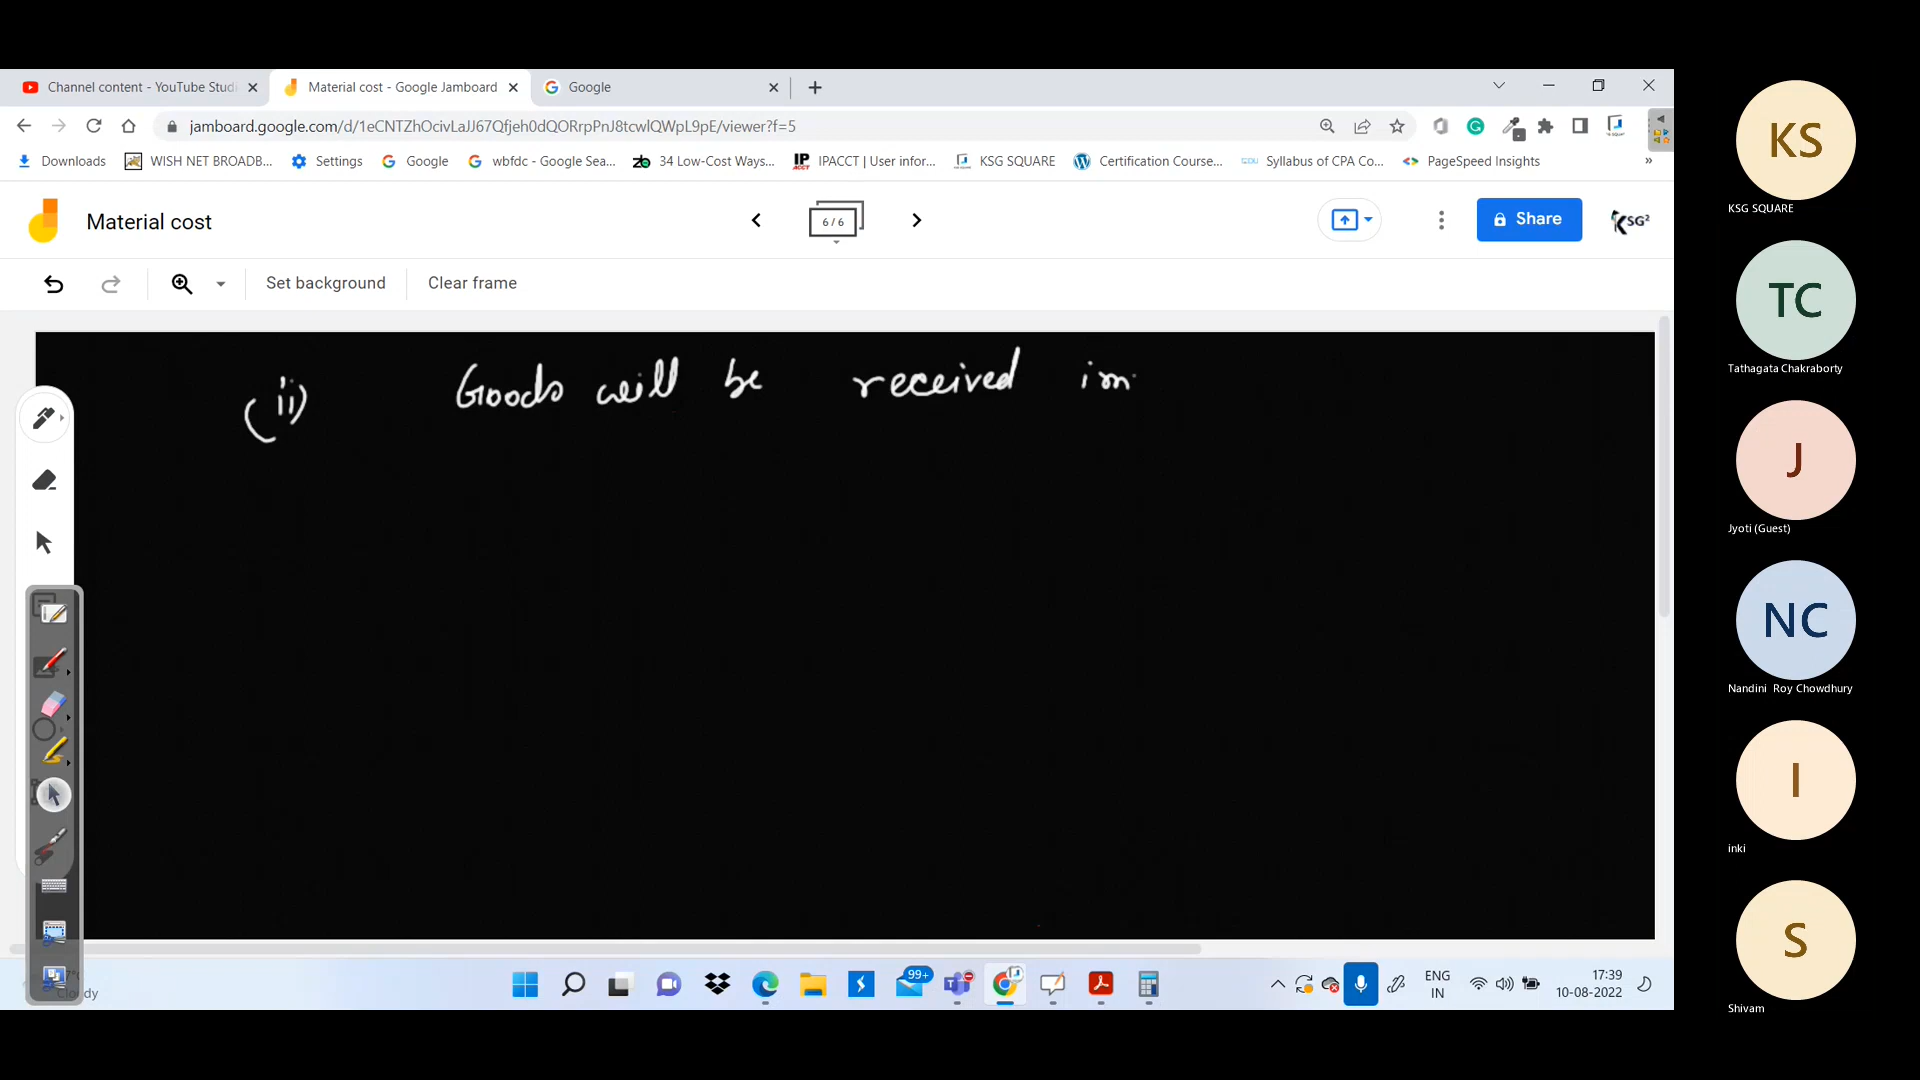 Channel content - YouTube Studi
Material cost - Google Jamboard
Google
jamboard.google.com/d/1eCNTZhOcivLaJJ67Qfjeh0dQORrpPnJ8tcwlQWpL9pE/viewer?f=5
Downloads
WISH NET BROADB...
Settings
Google
wbfdc - Google Sea...
34 Low-Cost Ways...
IPACCT | User infor...
KSG SQUARE
Certification Course...
Syllabus of CPA Co...
PageSpeed Insights
»
Material cost
6 / 6
Share
KSG²
Set background
Clear frame
(ii) Goods will be received im
Cloudy
99+
ENG
IN
17:39
10-08-2022
KS
KSG SQUARE
TC
Tathagata Chakraborty
J
Jyoti (Guest)
NC
Nandini Roy Chowdhury
I
inki
S
Shivam